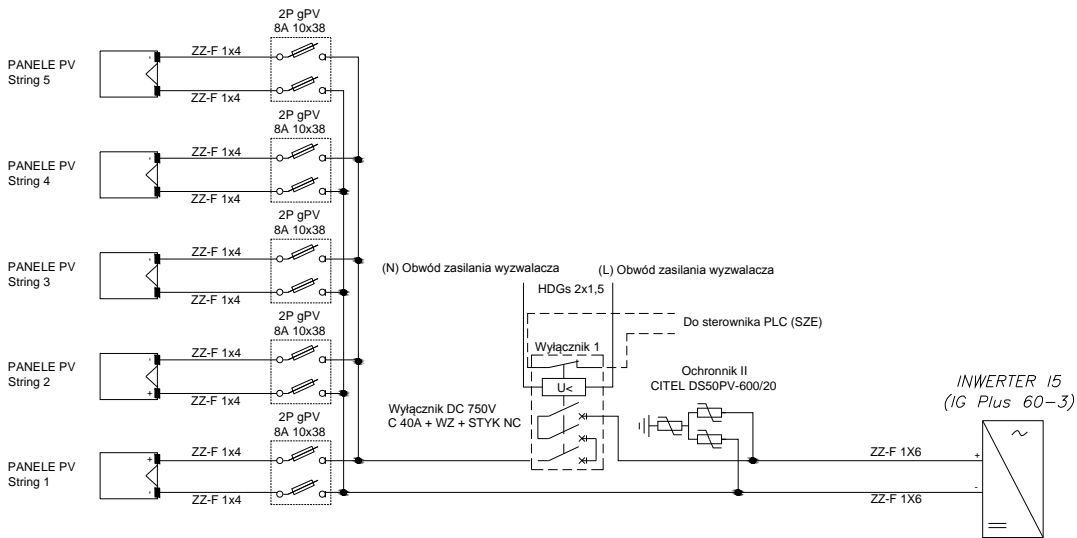 2P gPV
8A 10x38
PANELE PV
String 5
-
ZZ-F 1x4
ZZ-F 1x4
2P gPV
8A 10x38
PANELE PV
String 4
-
ZZ-F 1x4
ZZ-F 1x4
2P gPV
8A 10x38
PANELE PV
String 3
-
ZZ-F 1x4
ZZ-F 1x4
(N) Obwód zasilania wyzwalacza
(L) Obwód zasilania wyzwalacza
HDGs 2x1,5
Do sterownika PLC (SZE)
2P gPV
8A 10x38
PANELE PV
String 2
-
+
ZZ-F 1x4
ZZ-F 1x4
Wyłącznik 1
U<
Wyłącznik DC 750V
C 40A + WZ + STYK NC
Ochronnik II
CITEL DS50PV-600/20
INWERTER I5
(IG Plus 60-3)
2P gPV
8A 10x38
PANELE PV
String 1
+
-
ZZ-F 1x4
ZZ-F 1x4
ZZ-F 1X6
+
ZZ-F 1X6
-